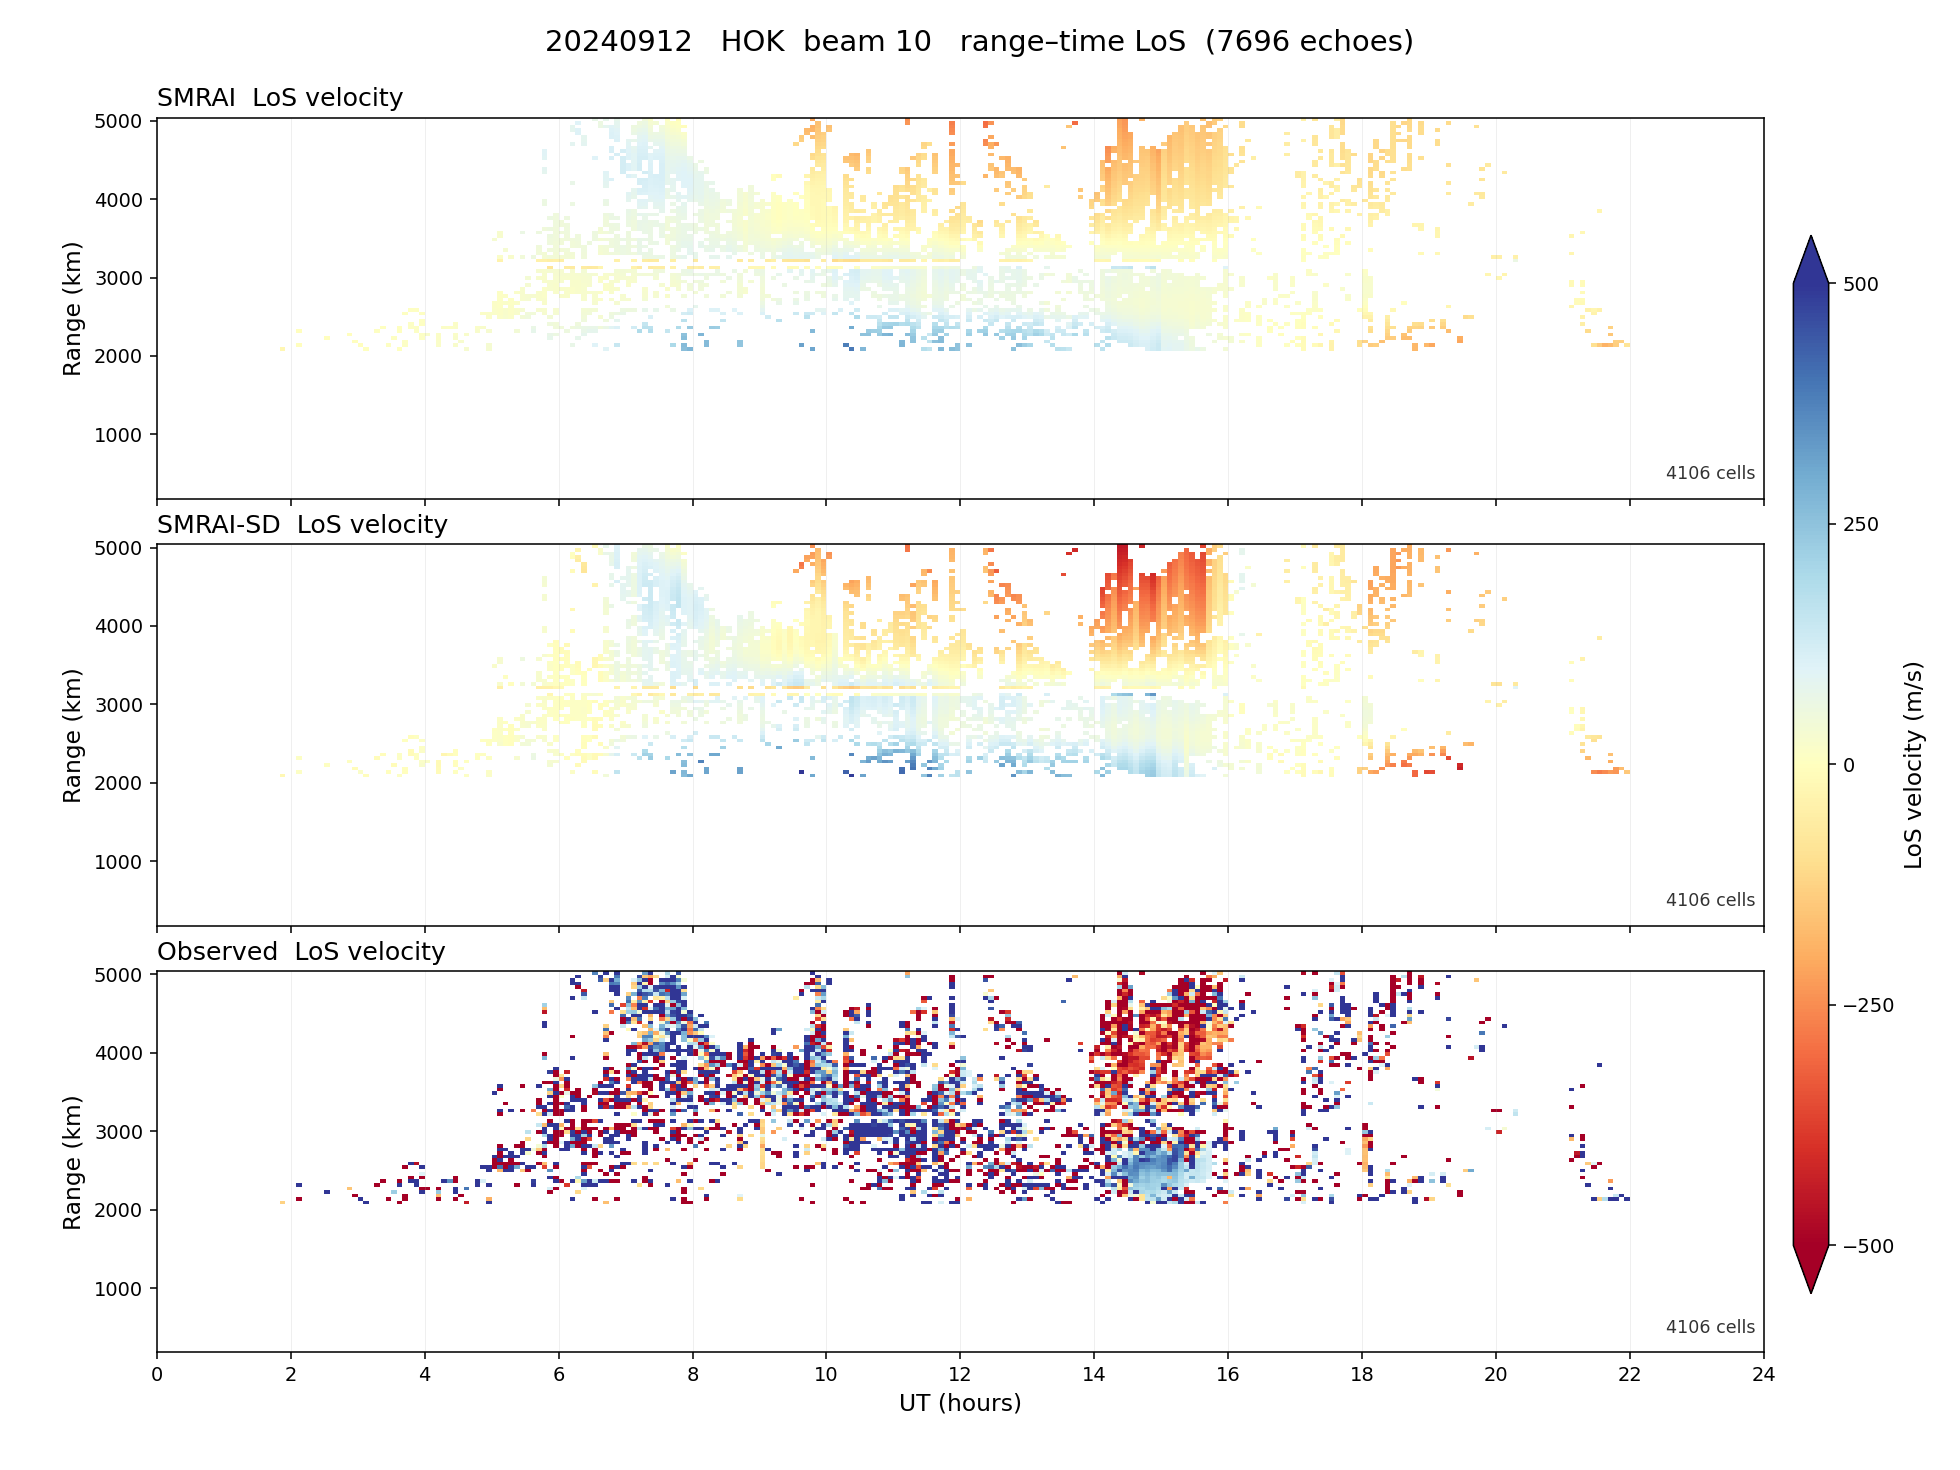 20240912   HOK  beam 10   range–time LoS  (7696 echoes)
SMRAI  LoS velocity
5000
4000
3000
2000
1000
Range (km)
4106 cells
SMRAI-SD  LoS velocity
5000
4000
3000
2000
1000
Range (km)
4106 cells
Observed  LoS velocity
5000
4000
3000
2000
1000
Range (km)
4106 cells
0 2 4 6 8 10 12 14 16 18 20 22 24
UT (hours)
500
250
0
−250
−500
LoS velocity (m/s)